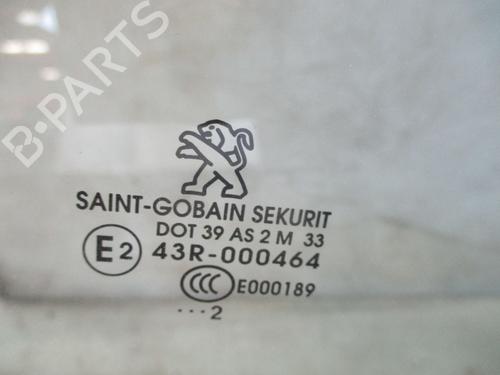 B-PARTS
SAINT-GOBAIN SEKURIT
DOT 39 AS 2 M 33
E2 43R-000464
CCC E000189
...2